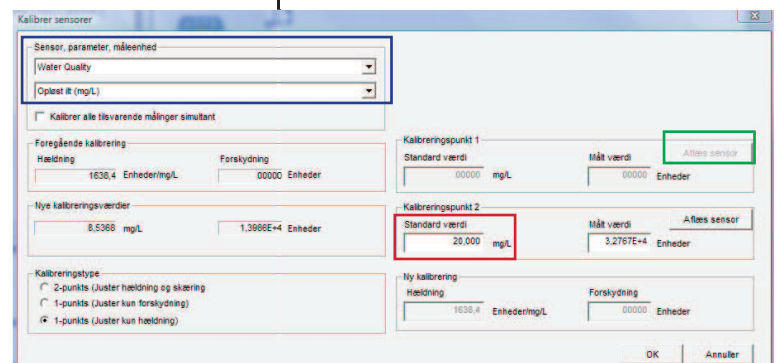 Kalibrer sensorer
Sensor, parameter, måleenhed
Water Quality
Opløst ilt (mg/L)
Kalibrer alle tilsvarende målinger simultant
Foregående kalibrering
Hældning Forskydning
1638,4 Enheder/mg/L 00000 Enheder
Nye kalibreringsværdier
8,5368 mg/L 1,3986E+4 Enheder
Kalibreringstype
2-punkts (Juster hældning og skæring
1-punkts (Juster kun forskydning)
1-punkts (Juster kun hældning)
Kalibreringspunkt 1
Standard værdi Målt værdi Aflæs sensor
00000 mg/L 00000 Enheder
Kalibreringspunkt 2
Standard værdi Målt værdi Aflæs sensor
20,000 mg/L 3,2767E+4 Enheder
Ny kalibrering
Hældning Forskydning
1638,4 Enheder/mg/L 00000 Enheder
OK Annuller